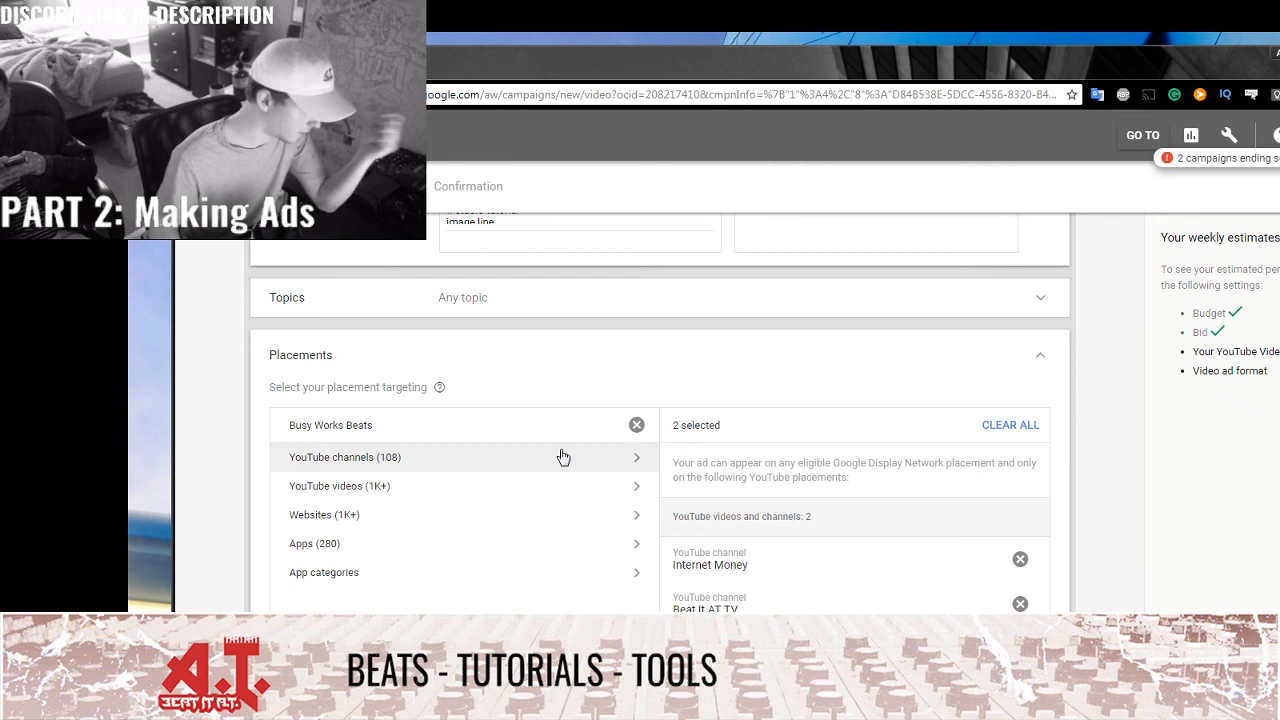 DISCORD LINK IN DESCRIPTION
PART 2: Making Ads
google.com/aw/campaigns/new/video?ocid=208217410&cmpnInfo=%7B"1"%3A4%2C"8"%3A"D84B538E-5DCC-4556-8320-B4...
GO TO
2 campaigns ending
Confirmation
image line
Your weekly estimates
To see your estimated
the following settings:
Budget
Bid
Your YouTube
Video ad format
Topics
Any topic
Placements
Select your placement targeting
Busy Works Beats
YouTube channels (108)
YouTube videos (1K+)
Websites (1K+)
Apps (280)
App categories
2 selected
CLEAR ALL
Your ad can appear on any eligible Google Display Network placement and only
on the following YouTube placements:
YouTube videos and channels: 2
YouTube channel
Internet Money
YouTube channel
Beat It AT TV
A.T.
BEAT IT AT.
BEATS - TUTORIALS - TOOLS